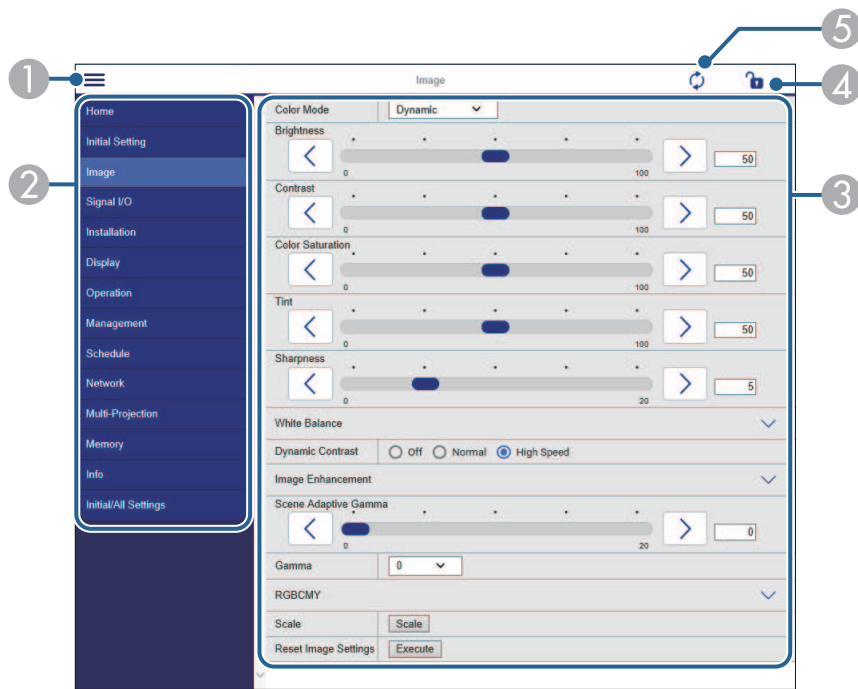 5
1
Image
4
2
3
Home
Initial Setting
Image
Signal I/O
Installation
Display
Operation
Management
Schedule
Network
Multi-Projection
Memory
Info
Initial/All Settings
Color Mode Dynamic
Brightness
50
0 100
Contrast
50
0 100
Color Saturation
50
0 100
Tint
50
0 100
Sharpness
5
0 20
White Balance
Dynamic Contrast Off Normal High Speed
Image Enhancement
Scene Adaptive Gamma
0
0 20
Gamma 0
RGBCMY
Scale Scale
Reset Image Settings Execute